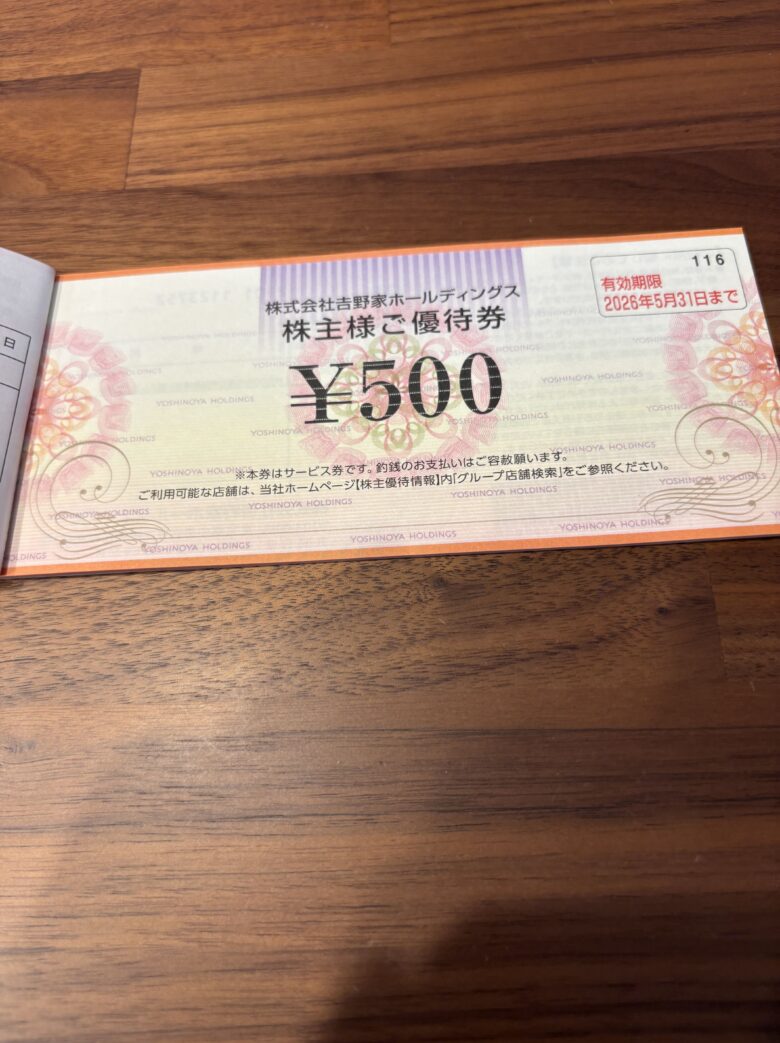 116
有効期限
2026年5月31日まで
株式会社𠮷野家ホールディングス
株主様ご優待券
¥500
※本券はサービス券です。釣銭のお支払いはご容赦願います。
ご利用可能な店舗は、当社ホームページ【株主優待情報】内「グループ店舗検索」をご参照ください。
YOSHINOYA HOLDINGS
YOSHINOYA HOLDINGS
YOSHINOYA HOLDINGS
日